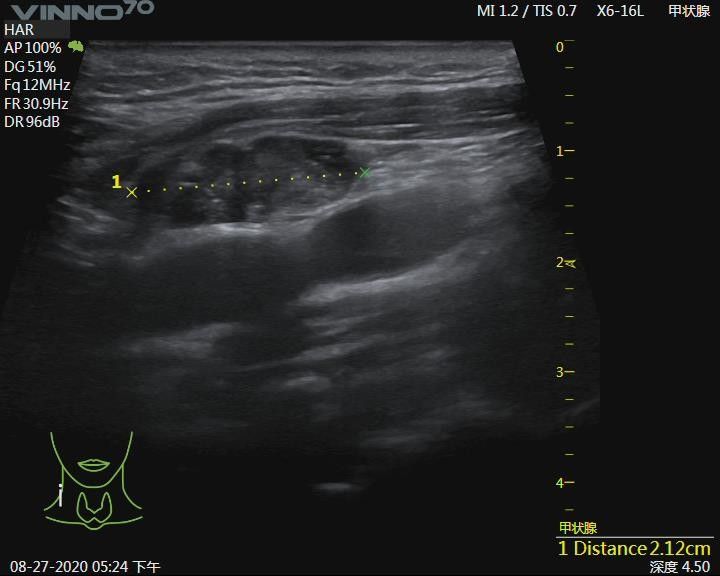 VINNO70
MI 1.2 / TIS 0.7 X6-16L 甲状腺
HAR
AP 100%
DG 51%
Fq 12MHz
FR 30.9Hz
DR 96dB
0
1
1
2
3
4
i
甲状腺
1 Distance 2.12cm
08-27-2020 05:24 下午
深度 4.50